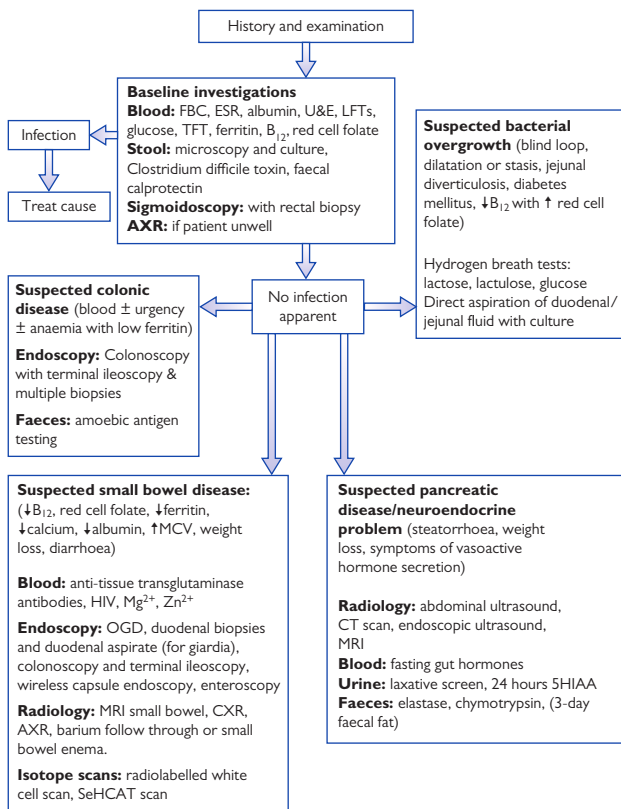 History and examination
Baseline investigations
Blood: FBC, ESR, albumin, U&E, LFTs,
glucose, TFT, ferritin, B₁₂, red cell folate
Stool: microscopy and culture,
Clostridium difficile toxin, faecal
calprotectin
Sigmoidoscopy: with rectal biopsy
AXR: if patient unwell
Infection
Treat cause
Suspected bacterial
overgrowth (blind loop,
dilatation or stasis, jejunal
diverticulosis, diabetes
mellitus, ↓B₁₂ with ↑ red cell
folate)
Hydrogen breath tests:
lactose, lactulose, glucose
Direct aspiration of duodenal/
jejunal fluid with culture
No infection
apparent
Suspected colonic
disease (blood ± urgency
± anaemia with low ferritin)
Endoscopy: Colonoscopy
with terminal ileoscopy &
multiple biopsies
Faeces: amoebic antigen
testing
Suspected small bowel disease:
(↓B₁₂, red cell folate, ↓ferritin,
↓calcium, ↓albumin, ↑MCV, weight
loss, diarrhoea)
Blood: anti-tissue transglutaminase
antibodies, HIV, Mg²⁺, Zn²⁺
Endoscopy: OGD, duodenal biopsies
and duodenal aspirate (for giardia),
colonoscopy and terminal ileoscopy,
wireless capsule endoscopy, enteroscopy
Radiology: MRI small bowel, CXR,
AXR, barium follow through or small
bowel enema.
Isotope scans: radiolabelled white
cell scan, SeHCAT scan
Suspected pancreatic
disease/neuroendocrine
problem (steatorrhoea, weight
loss, symptoms of vasoactive
hormone secretion)
Radiology: abdominal ultrasound,
CT scan, endoscopic ultrasound,
MRI
Blood: fasting gut hormones
Urine: laxative screen, 24 hours 5HIAA
Faeces: elastase, chymotrypsin, (3-day
faecal fat)